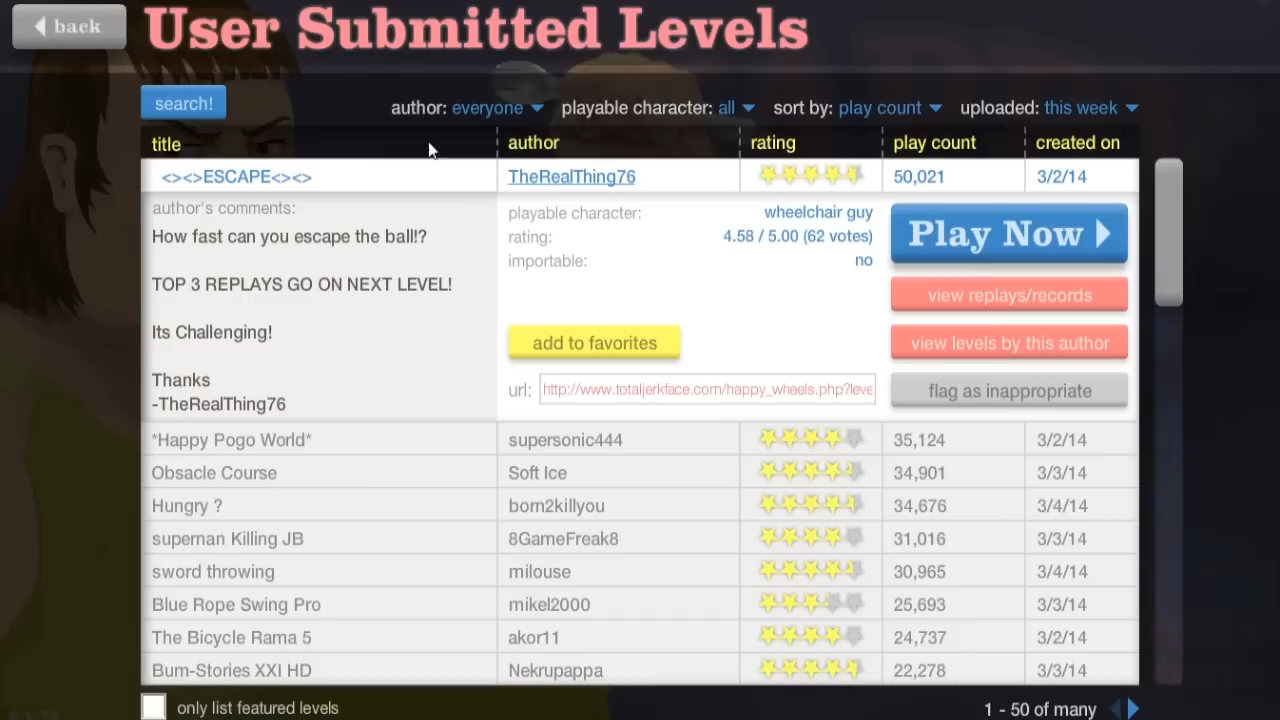 back
User Submitted Levels
search!
author: everyone
playable character: all
sort by: play count
uploaded: this week
title author rating play count created on
<><>ESCAPE<><> TheRealThing76 50,021 3/2/14
author's comments:
How fast can you escape the ball!?
TOP 3 REPLAYS GO ON NEXT LEVEL!
Its Challenging!
Thanks
-TheRealThing76
playable character: wheelchair guy
rating: 4.58 / 5.00 (62 votes)
importable: no
add to favorites
url: http://www.totaljerkface.com/happy_wheels.php?leve
Play Now
view replays/records
view levels by this author
flag as inappropriate
*Happy Pogo World* supersonic444 35,124 3/2/14
Obsacle Course Soft Ice 34,901 3/3/14
Hungry ? born2killyou 34,676 3/4/14
supernan Killing JB 8GameFreak8 31,016 3/3/14
sword throwing milouse 30,965 3/4/14
Blue Rope Swing Pro mikel2000 25,693 3/3/14
The Bicycle Rama 5 akor11 24,737 3/2/14
Bum-Stories XXI HD Nekrupappa 22,278 3/3/14
only list featured levels
1 - 50 of many